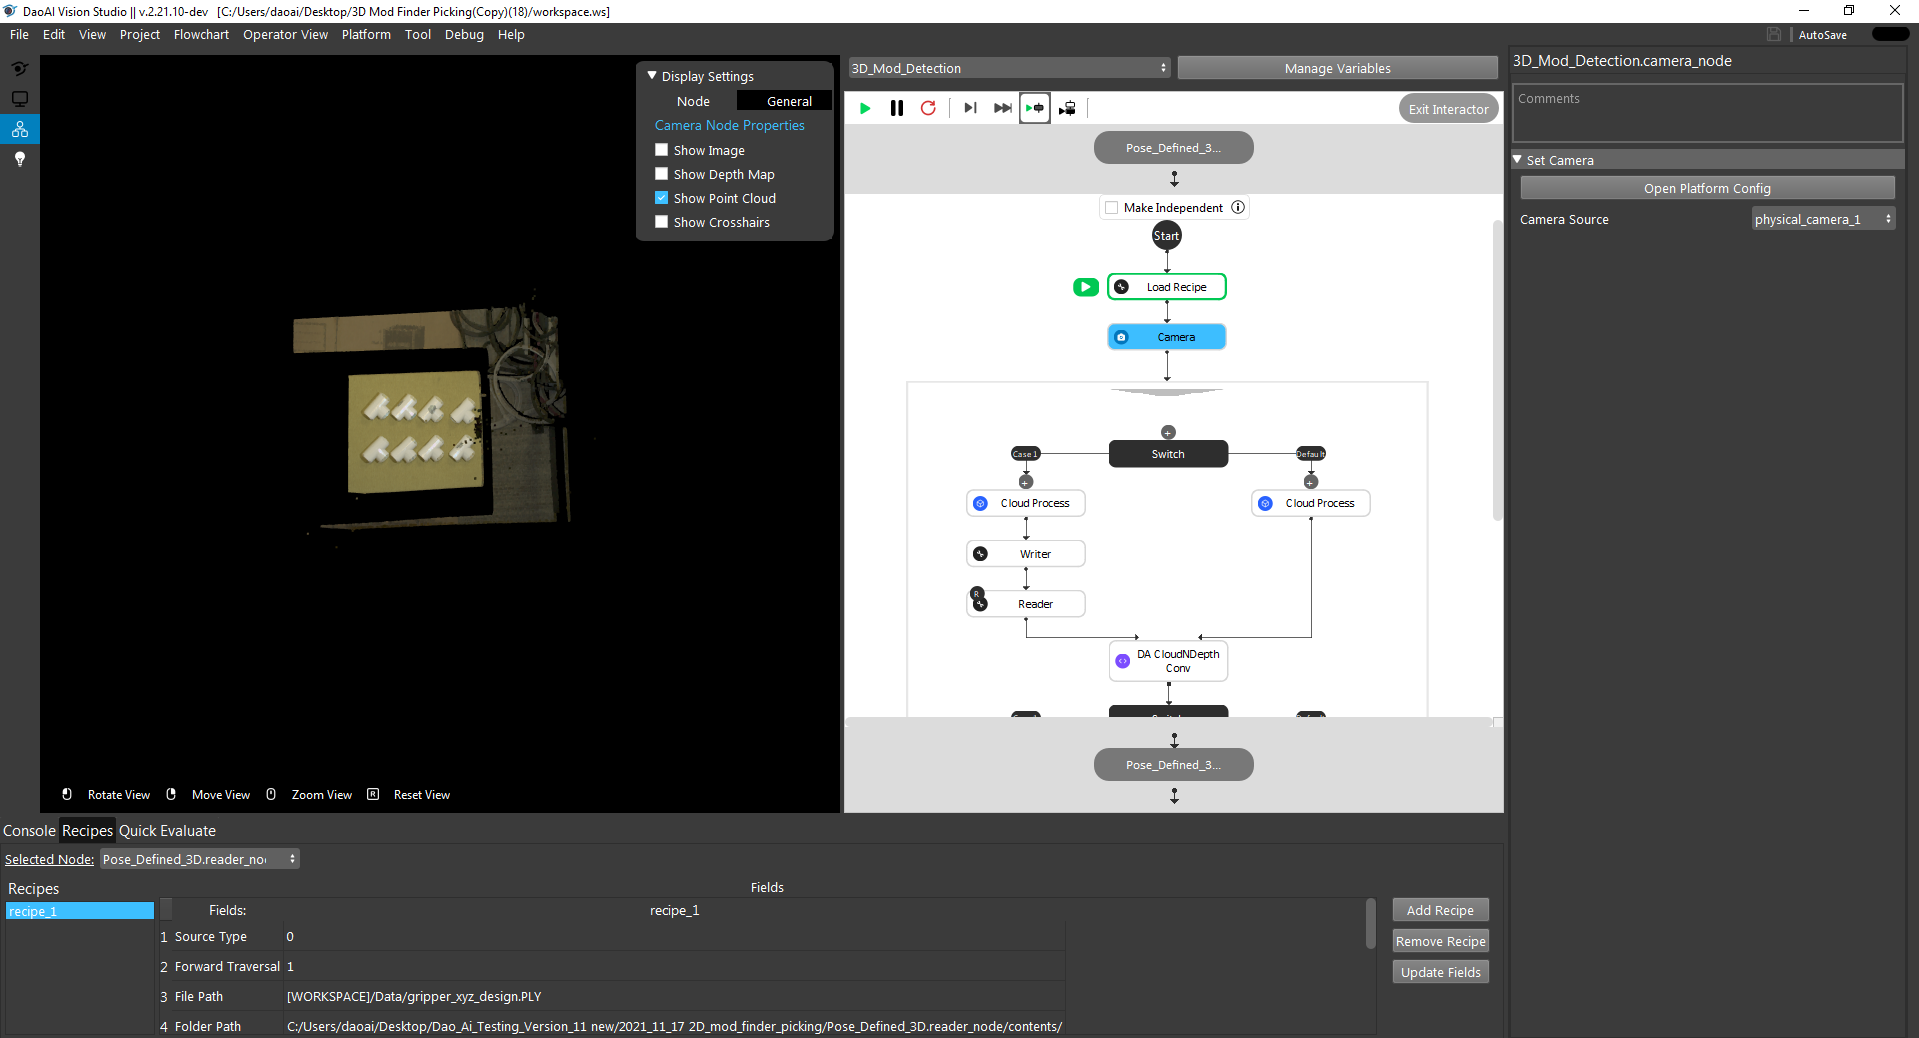 DaoAI Vision Studio || v.2.21.10-dev   [C:/Users/daoai/Desktop/3D Mod Finder Picking(Copy)(18)/workspace.ws]
File Edit View Project Flowchart Operator View Platform Tool Debug Help
AutoSave
Display Settings
Node General
Camera Node Properties
Show Image
Show Depth Map
Show Point Cloud
Show Crosshairs
Rotate View Move View Zoom View R Reset View
3D_Mod_Detection Manage Variables
Exit Interactor
Pose_Defined_3...
Make Independent
Start
Load Recipe
Camera
Switch
Case 1 Default
Cloud Process Cloud Process
Writer
R
Reader
DA CloudNDepth
Conv
Pose_Defined_3...
3D_Mod_Detection.camera_node
Comments
Set Camera
Open Platform Config
Camera Source physical_camera_1
Console Recipes Quick Evaluate
Selected Node: Pose_Defined_3D.reader_no
Recipes Fields
recipe_1
Fields: recipe_1
1 Source Type 0
2 Forward Traversal 1
3 File Path [WORKSPACE]/Data/gripper_xyz_design.PLY
4 Folder Path C:/Users/daoai/Desktop/Dao_Ai_Testing_Version_11 new/2021_11_17 2D_mod_finder_picking/Pose_Defined_3D.reader_node/contents/
Add Recipe
Remove Recipe
Update Fields